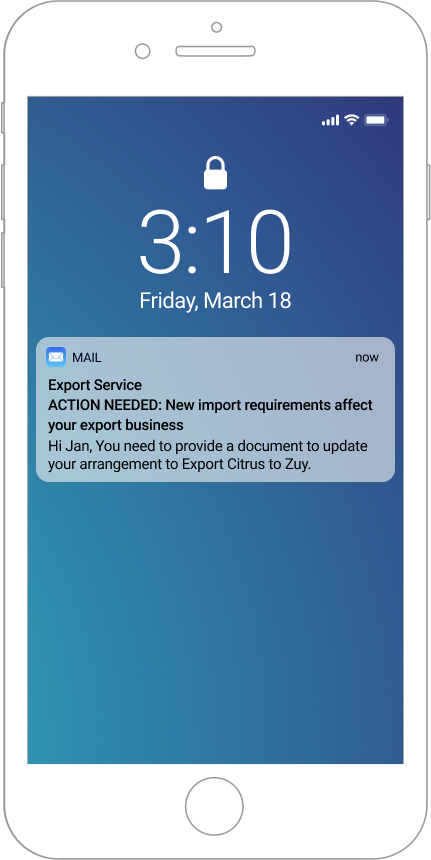 3:10
Friday, March 18
MAIL now
Export Service
ACTION NEEDED: New import requirements affect
your export business
Hi Jan, You need to provide a document to update
your arrangement to Export Citrus to Zuy.